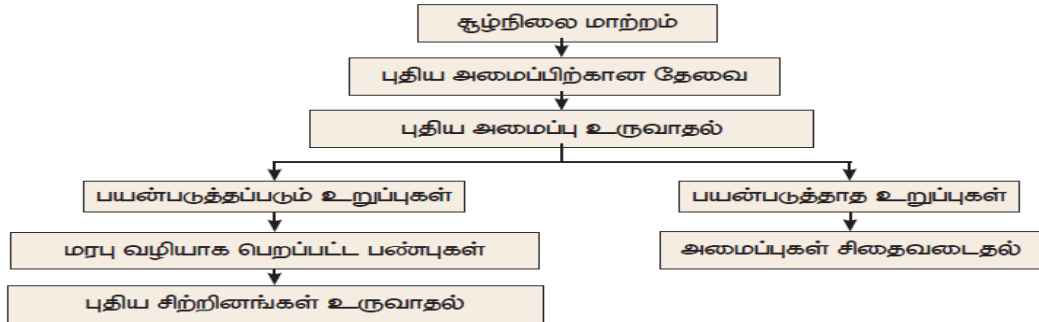 சூழ்நிலை மாற்றம்
புதிய அமைப்பிற்கான தேவை
புதிய அமைப்பு உருவாதல்
பயன்படுத்தப்படும் உறுப்புகள்
பயன்படுத்தாத உறுப்புகள்
மரபு வழியாக பெறப்பட்ட பண்புகள்
அமைப்புகள் சிதைவடைதல்
புதிய சிற்றினங்கள் உருவாதல்